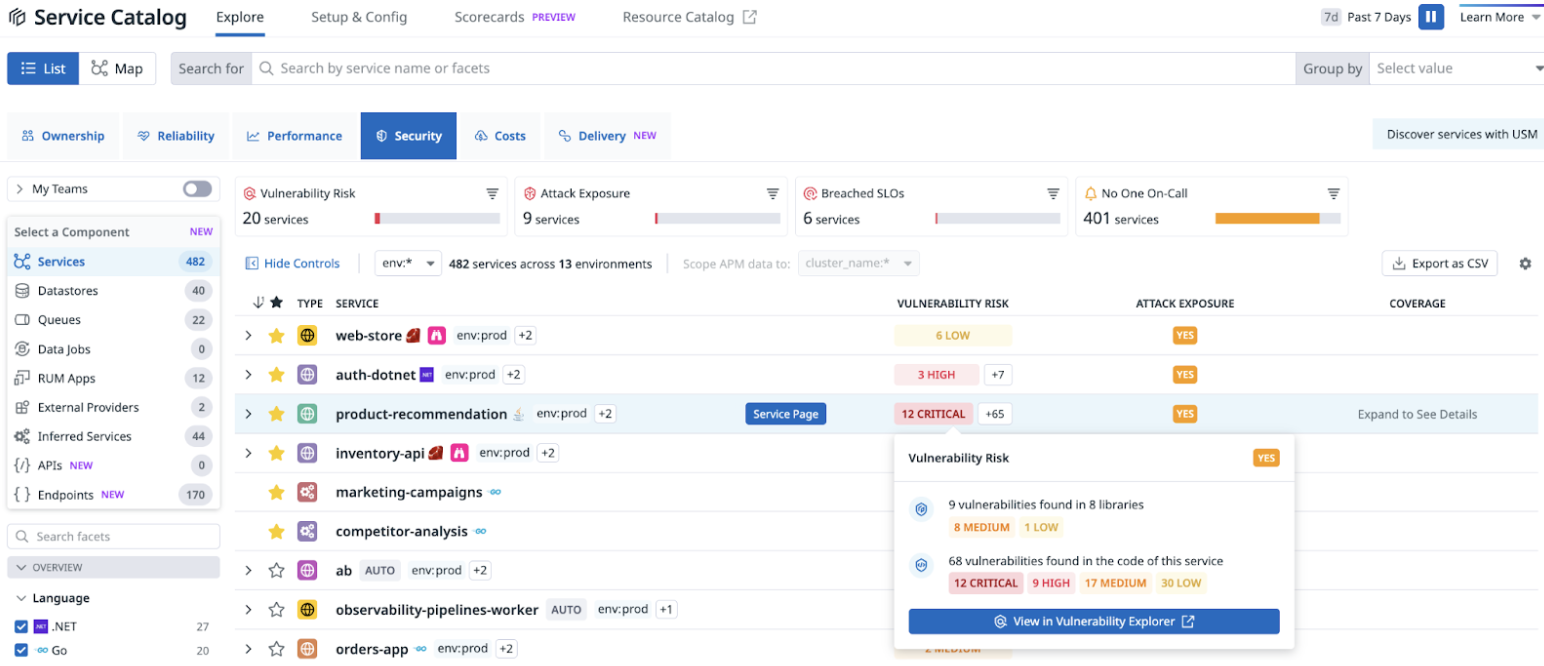 Service Catalog Explore Setup & Config Scorecards PREVIEW Resource Catalog 7d Past 7 Days Learn More
List Map Search for Search by service name or facets Group by Select value
Ownership Reliability Performance Security Costs Delivery NEW Discover services with USM
My Teams
Select a Component NEW
Services 482
Datastores 40
Queues 22
Data Jobs 0
RUM Apps 12
External Providers 2
Inferred Services 44
APIs NEW 0
Endpoints NEW 170
Search facets
OVERVIEW
Language
.NET 27
Go 20
Vulnerability Risk
20 services
Attack Exposure
9 services
Breached SLOs
6 services
No One On-Call
401 services
Hide Controls env:* 482 services across 13 environments Scope APM data to: cluster_name:* Export as CSV
TYPE SERVICE VULNERABILITY RISK ATTACK EXPOSURE COVERAGE
web-store env:prod +2 6 LOW YES
auth-dotnet NET env:prod +2 3 HIGH +7 YES
product-recommendation env:prod +2 Service Page 12 CRITICAL +65 YES Expand to See Details
inventory-api env:prod +2
marketing-campaigns GO
competitor-analysis GO
ab AUTO env:prod +2
observability-pipelines-worker AUTO env:prod +1
orders-app GO env:prod +2 2 MEDIUM
Vulnerability Risk YES
9 vulnerabilities found in 8 libraries
8 MEDIUM 1 LOW
68 vulnerabilities found in the code of this service
12 CRITICAL 9 HIGH 17 MEDIUM 30 LOW
View in Vulnerability Explorer